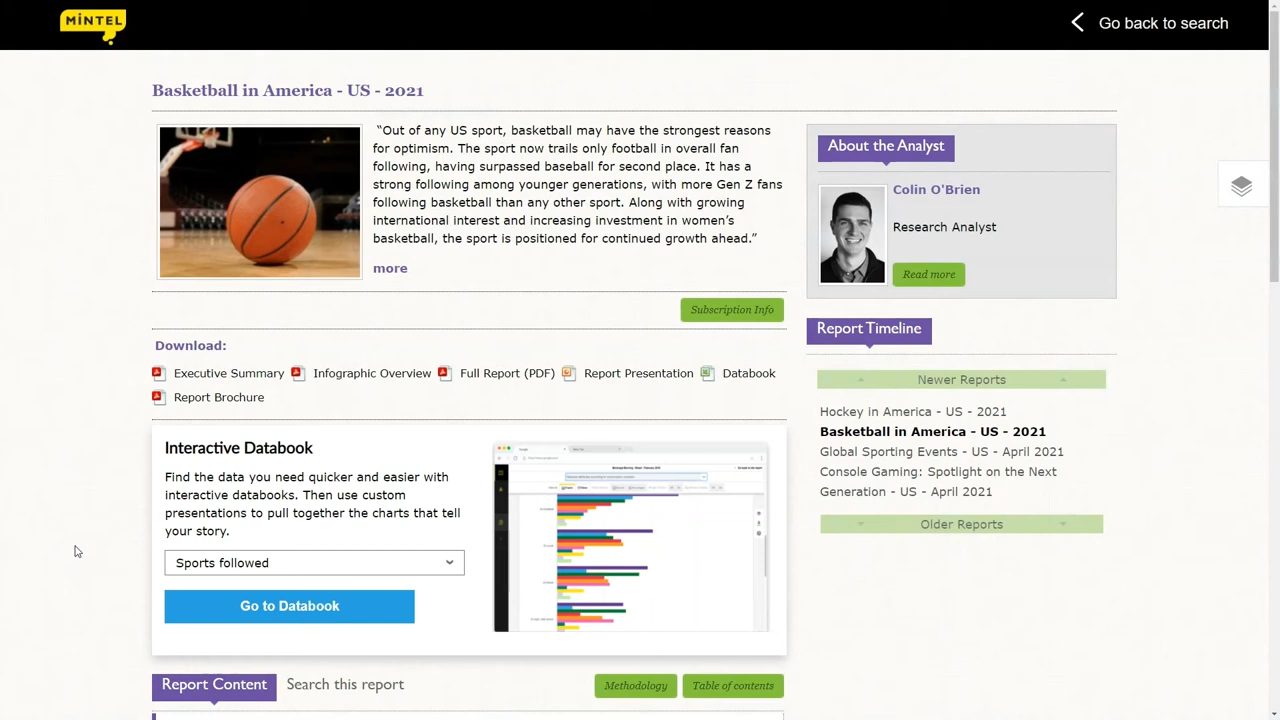 MINTEL
Go back to search
Basketball in America - US - 2021
“Out of any US sport, basketball may have the strongest reasons
for optimism. The sport now trails only football in overall fan
following, having surpassed baseball for second place. It has a
strong following among younger generations, with more Gen Z fans
following basketball than any other sport. Along with growing
international interest and increasing investment in women’s
basketball, the sport is positioned for continued growth ahead.”
more
Subscription Info
About the Analyst
Colin O'Brien
Research Analyst
Read more
Download:
Executive Summary Infographic Overview Full Report (PDF) Report Presentation Databook
Report Brochure
Report Timeline
Newer Reports
Hockey in America - US - 2021
Basketball in America - US - 2021
Global Sporting Events - US - April 2021
Console Gaming: Spotlight on the Next
Generation - US - April 2021
Older Reports
Interactive Databook
Find the data you need quicker and easier with
interactive databooks. Then use custom
presentations to pull together the charts that tell
your story.
Sports followed
Go to Databook
Report Content
Search this report
Methodology
Table of contents